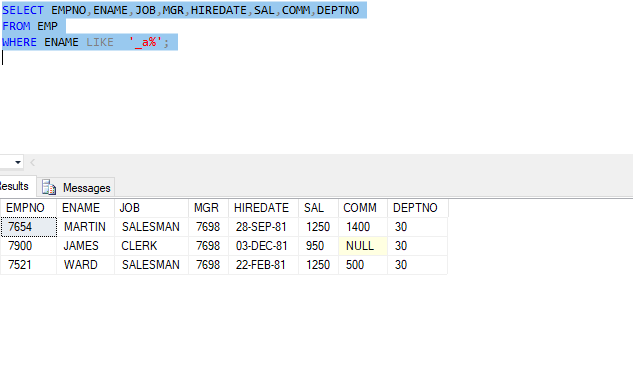 SELECT EMPNO,ENAME,JOB,MGR,HIREDATE,SAL,COMM,DEPTNO
FROM EMP
WHERE ENAME LIKE '_a%';
Results Messages
EMPNO ENAME JOB MGR HIREDATE SAL COMM DEPTNO
7654 MARTIN SALESMAN 7698 28-SEP-81 1250 1400 30
7900 JAMES CLERK 7698 03-DEC-81 950 NULL 30
7521 WARD SALESMAN 7698 22-FEB-81 1250 500 30